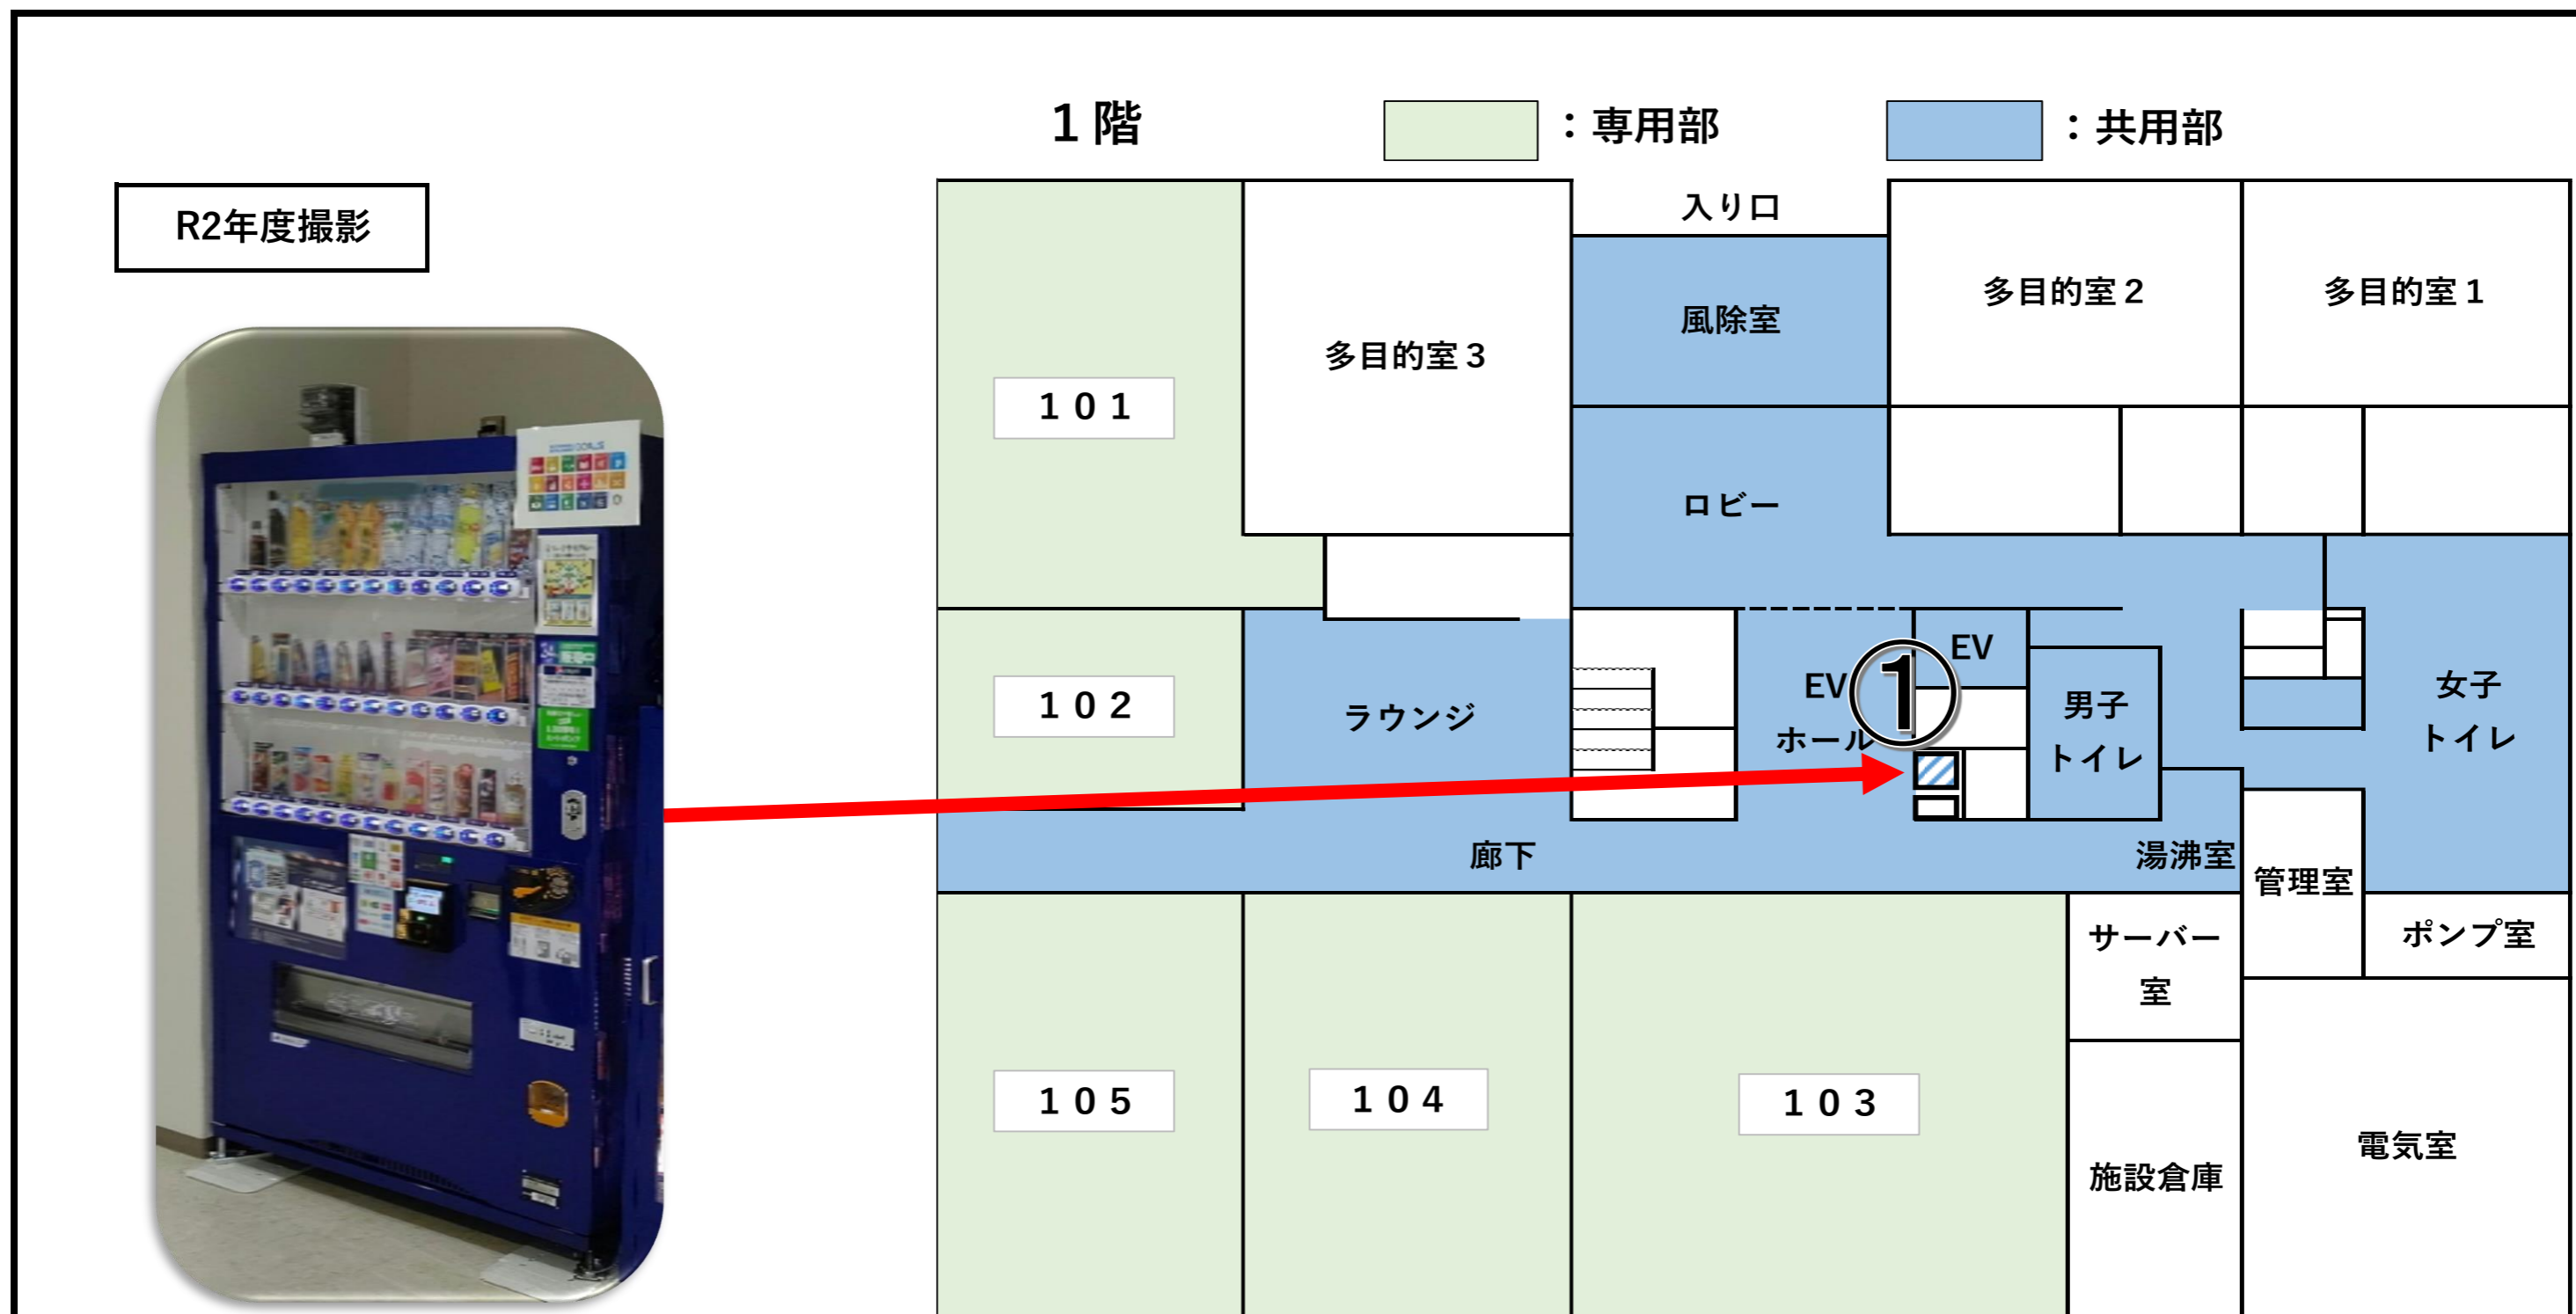 １階
：専用部
：共用部
R2年度撮影
入り口
多目的室２
多目的室１
風除室
多目的室３
１０１
ロビー
EV
①
EV
ホール
１０２
ラウンジ
男子
トイレ
女子
トイレ
廊下
湯沸室
管理室
サーバー
室
ポンプ室
１０５
１０４
１０３
施設倉庫
電気室